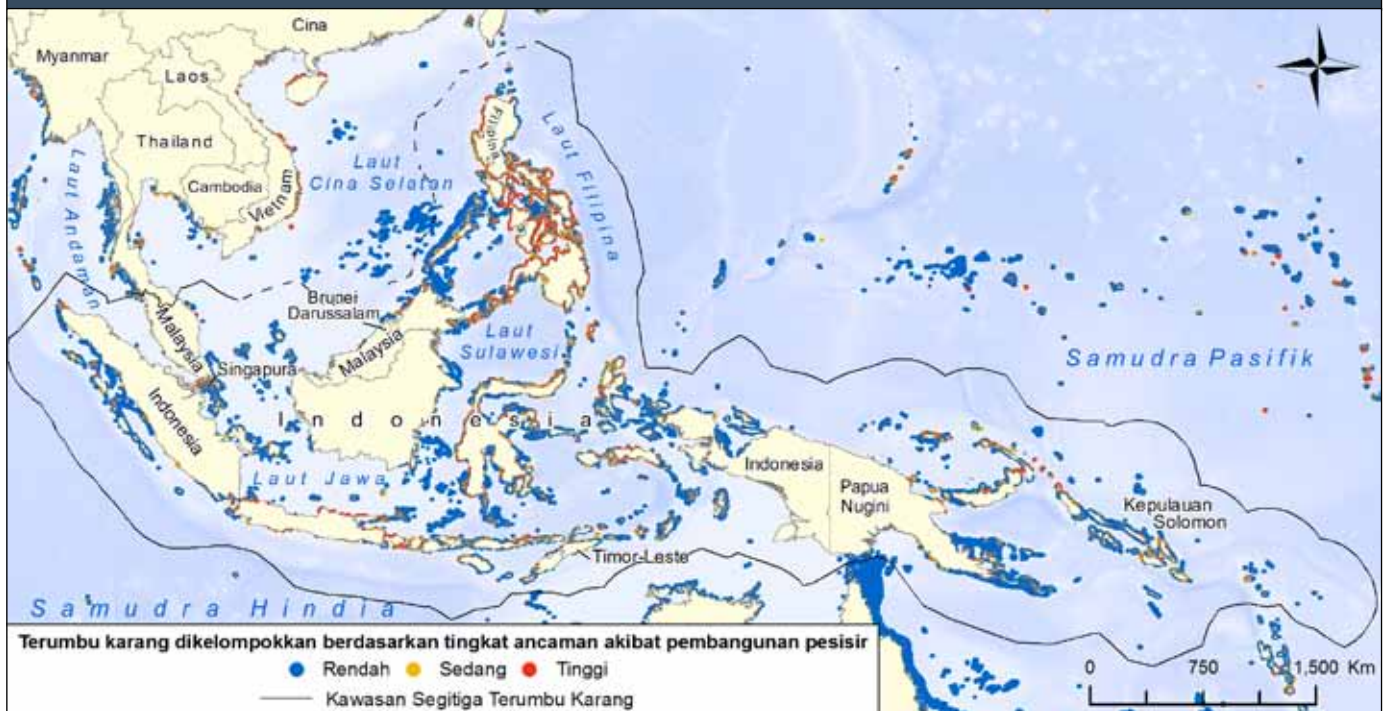 Cina
Myanmar
Laos
Thailand
Cambodia
Vietnam
Laut Andaman
Laut
Cina Selatan
Filipina
Laut Filipina
Brunei
Darussalam
Malaysia
Malaysia
Singapura
Laut
Sulawesi
Samudra Pasifik
Indonesia
Indonesia
Laut Jawa
Indonesia
Papua
Nugini
Kepulauan
Solomon
Timor-Leste
Samudra Hindia
Terumbu karang dikelompokkan berdasarkan tingkat ancaman akibat pembangunan pesisir
Rendah Sedang Tinggi
Kawasan Segitiga Terumbu Karang
0 750 1,500 Km